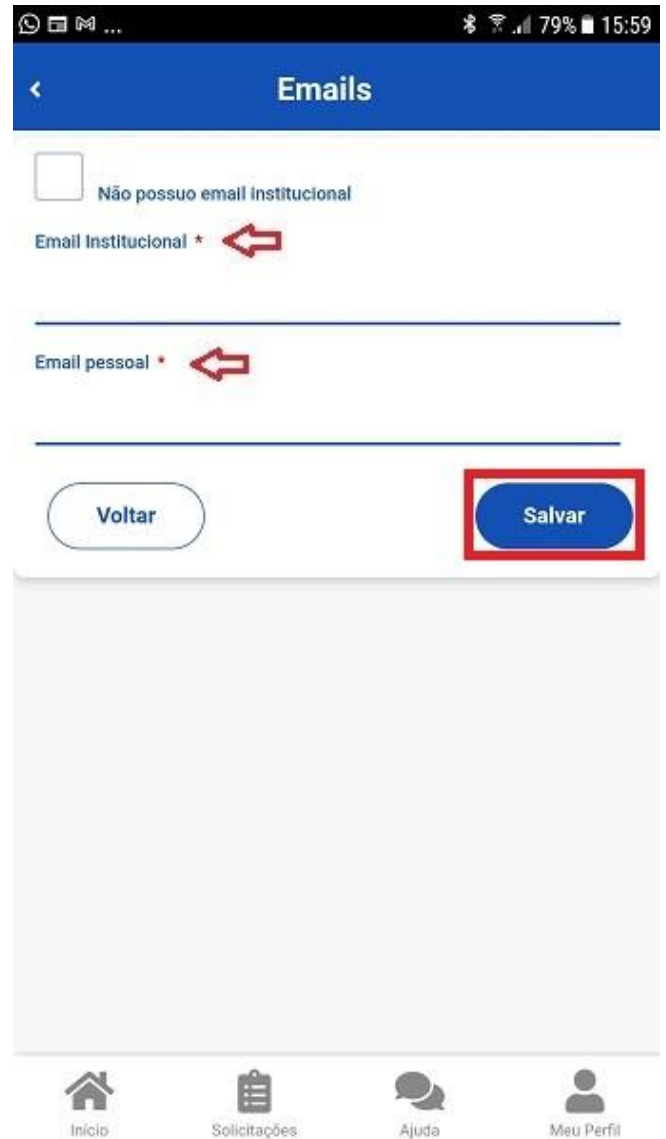 ... 79% 15:59
Emails
Não possuo email institucional
Email Institucional *
Email pessoal *
Voltar Salvar
Início Solicitações Ajuda Meu Perfil